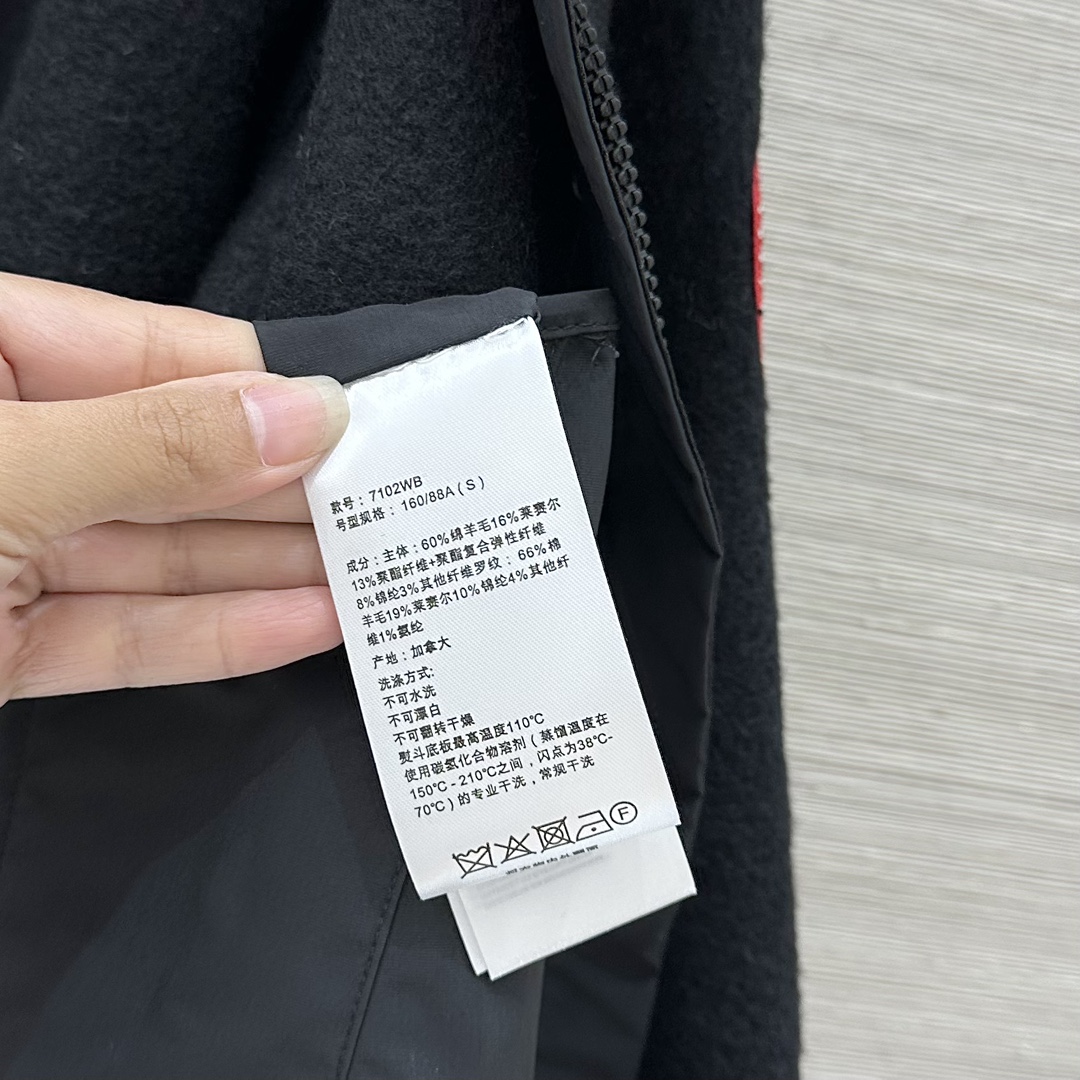 款号：7102WB
号型规格：160/88A（S）
成分：主体：60%绵羊毛16%莱赛尔
13%聚酯纤维+聚酯复合弹性纤维
8%锦纶3%其他纤维罗纹：66%棉
羊毛19%莱赛尔10%锦纶4%其他纤
维1%氨纶
产地：加拿大
洗涤方式:
不可水洗
不可漂白
不可翻转干燥
熨斗底板最高温度110℃
使用碳氢化合物溶剂（蒸馏温度在
150℃-210℃之间，闪点为38℃-
70℃）的专业干洗，常规干洗
F